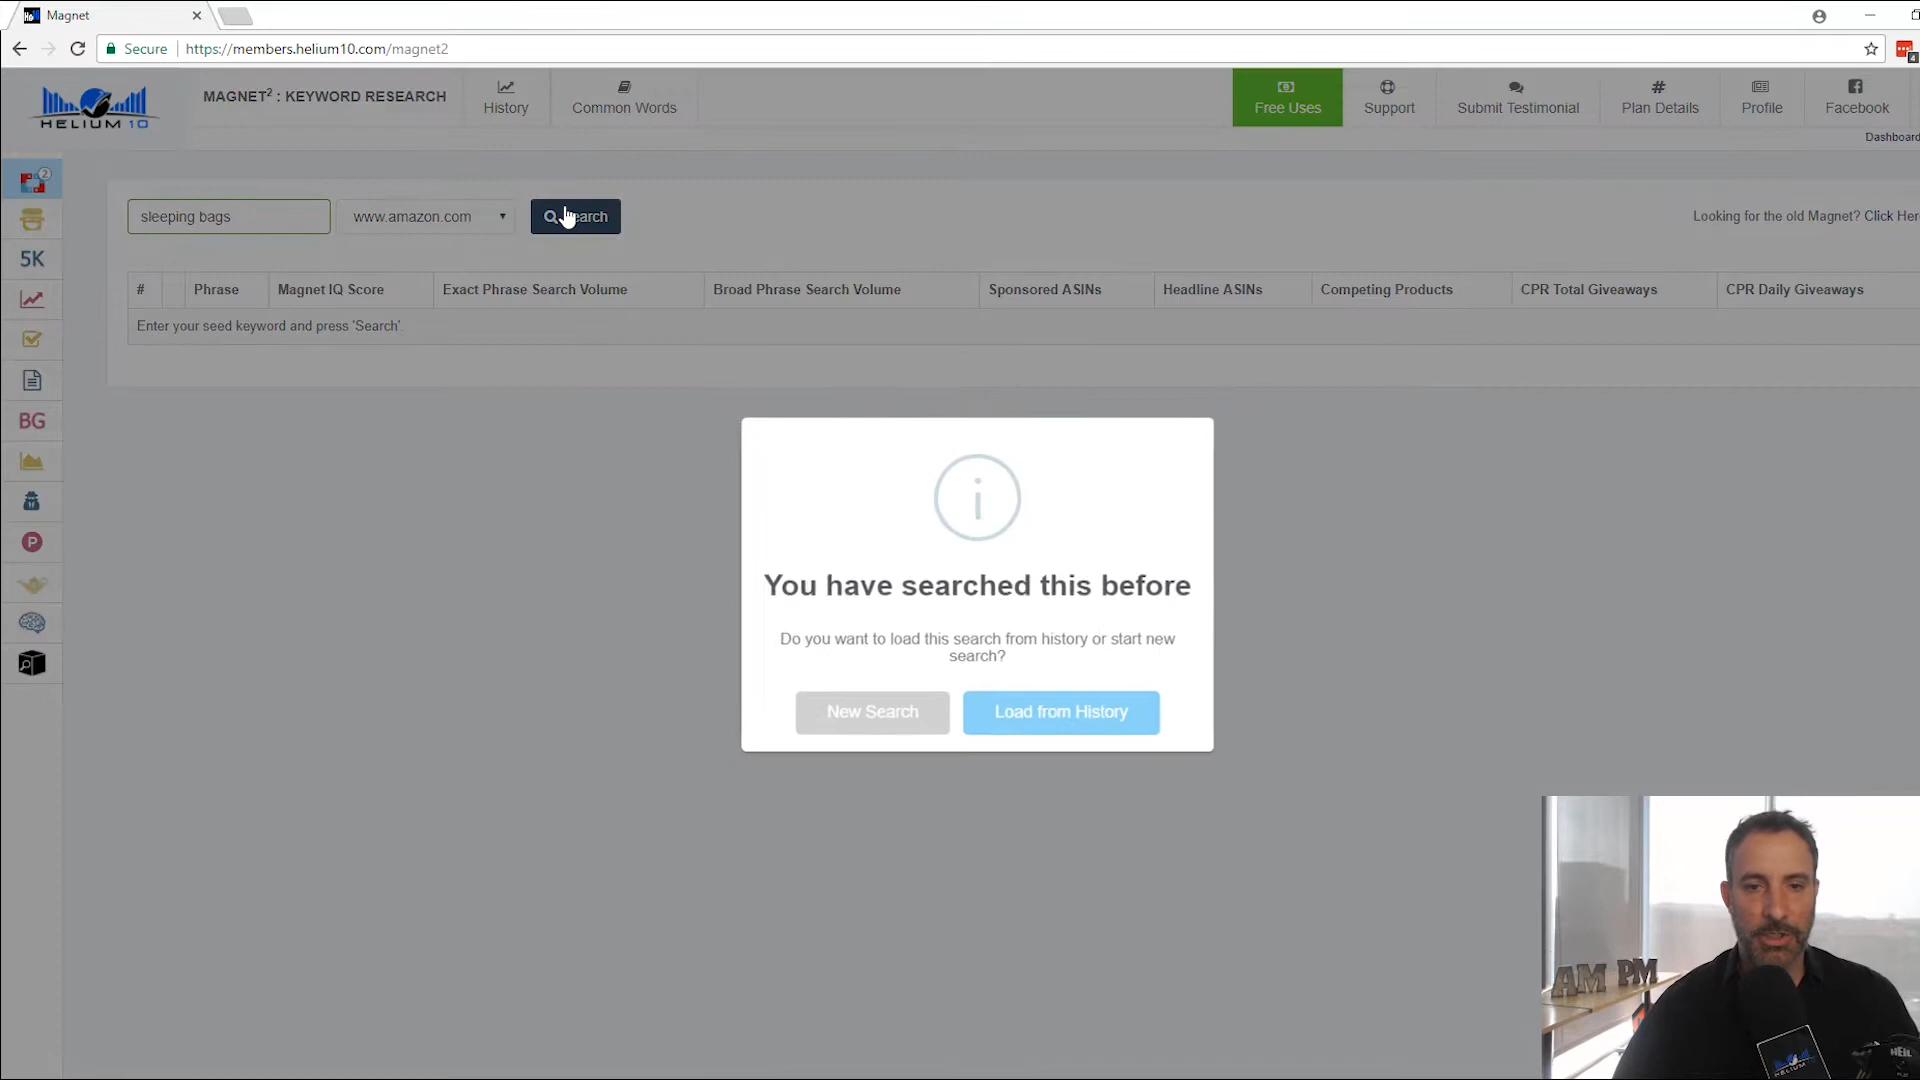 Magnet
Secure
https://members.helium10.com/magnet2
4
HELIUM 10
MAGNET² : KEYWORD RESEARCH
History
Common Words
Free Uses
Support
Submit Testimonial
Plan Details
Profile
Facebook
Dashboard
2
5K
BG
P
sleeping bags
www.amazon.com
Looking for the old Magnet? Click Her
#
Phrase
Magnet IQ Score
Exact Phrase Search Volume
Broad Phrase Search Volume
Sponsored ASINs
Headline ASINs
Competing Products
CPR Total Giveaways
CPR Daily Giveaways
Enter your seed keyword and press 'Search'.
i
You have searched this before
Do you want to load this search from history or start new
search?
New Search
Load from History
AM PM
HELIUM 10